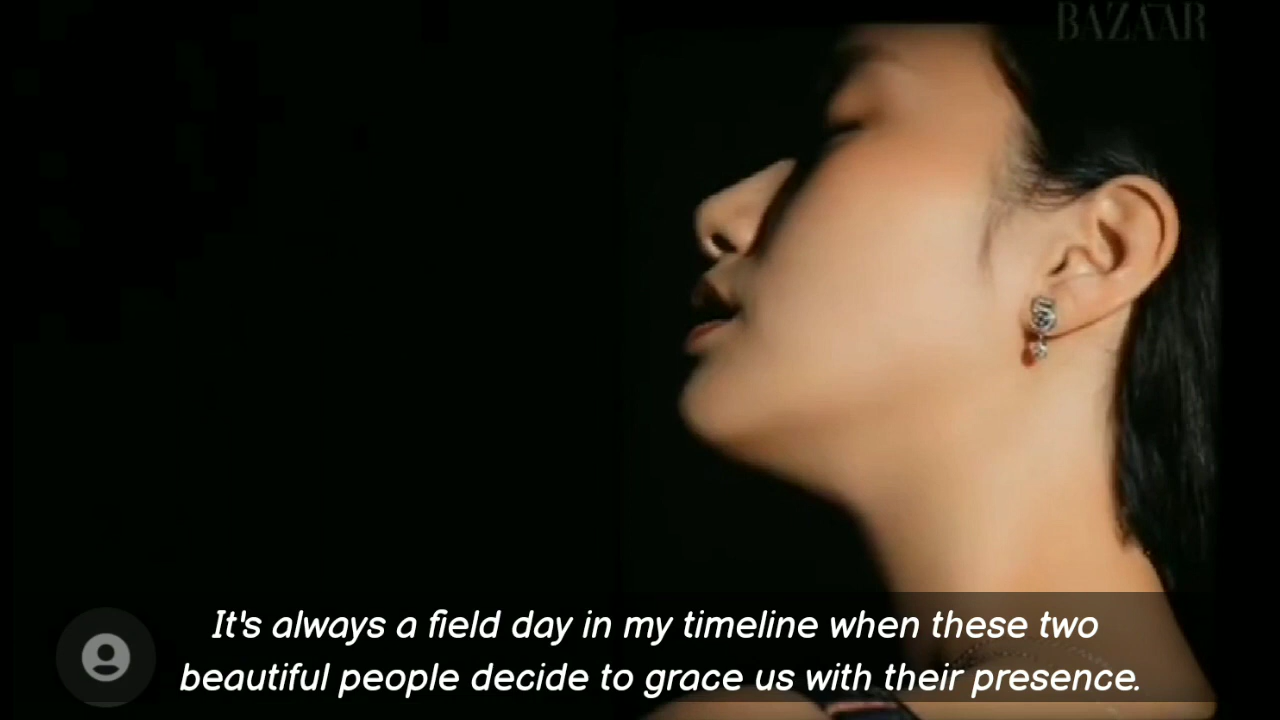 BAZAAR
It's always a field day in my timeline when these two
beautiful people decide to grace us with their presence.